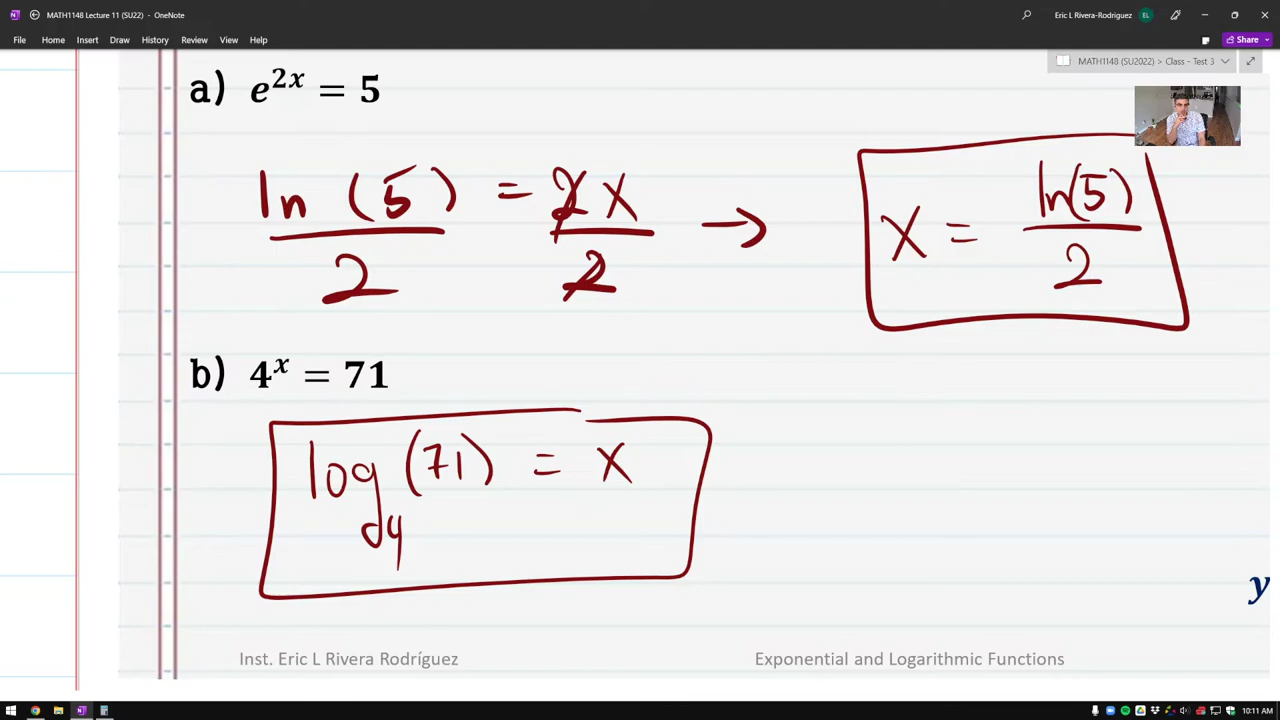 MATH1148 Lecture 11 (SU22) - OneNote
Eric L Rivera-Rodriguez
EL
File Home Insert Draw History Review View Help
Share
MATH1148 (SU2022) > Class - Test 3
a) e^{2x} = 5
ln (5) / 2 = 2x / 2 → x = ln(5) / 2
b) 4^x = 71
log_4 (71) = x
y
Inst. Eric L Rivera Rodríguez
Exponential and Logarithmic Functions
10:11 AM